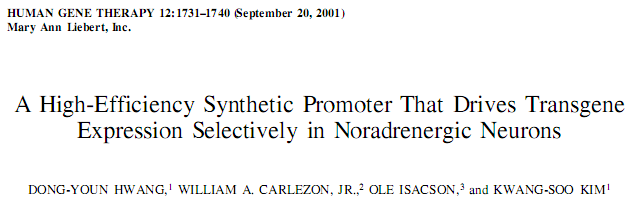 HUMAN GENE THERAPY 12:1731–1740 (September 20, 2001)
Mary Ann Liebert, Inc.
A High-Efficiency Synthetic Promoter That Drives Transgene
Expression Selectively in Noradrenergic Neurons
DONG-YOUN HWANG,¹ WILLIAM A. CARLEZON, JR.,² OLE ISACSON,³ and KWANG-SOO KIM¹